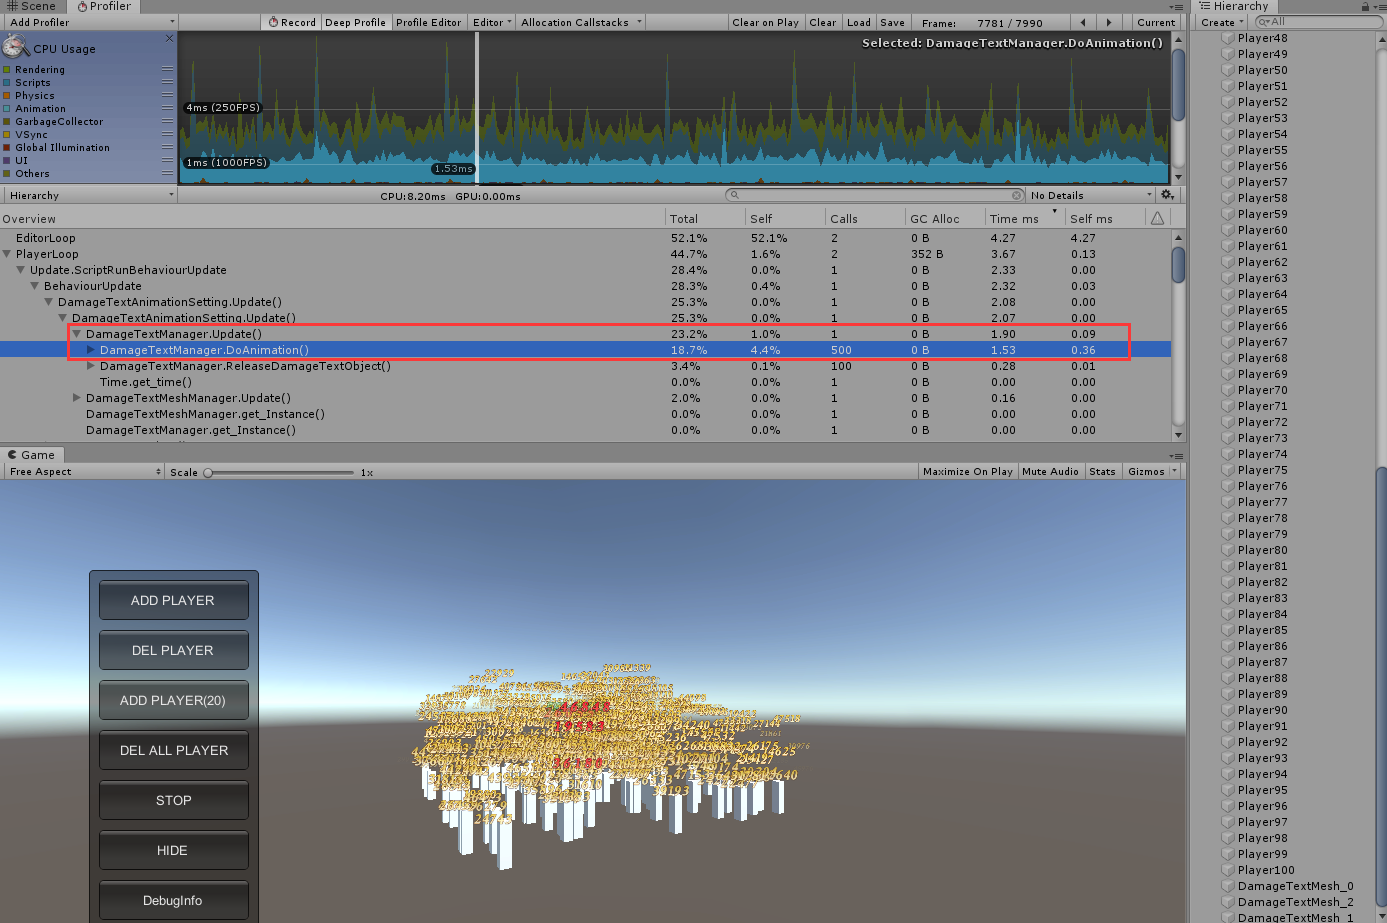 Scene Profiler
Add Profiler Record Deep Profile Profile Editor Editor Allocation Callstacks Clear on Play Clear Load Save Frame: 7781 / 7990 Current
CPU Usage
Rendering
Scripts
Physics
Animation
GarbageCollector
VSync
Global Illumination
UI
Others
Selected: DamageTextManager.DoAnimation()
4ms (250FPS)
1ms (1000FPS)
1.53ms
Hierarchy CPU:8.20ms GPU:0.00ms No Details
Overview Total Self Calls GC Alloc Time ms Self ms
EditorLoop 52.1% 52.1% 2 0 B 4.27 4.27
PlayerLoop 44.7% 1.6% 2 352 B 3.67 0.13
Update.ScriptRunBehaviourUpdate 28.4% 0.0% 1 0 B 2.33 0.00
BehaviourUpdate 28.3% 0.4% 1 0 B 2.32 0.03
DamageTextAnimationSetting.Update() 25.3% 0.0% 1 0 B 2.08 0.00
DamageTextAnimationSetting.Update() 25.3% 0.0% 1 0 B 2.07 0.00
DamageTextManager.Update() 23.2% 1.0% 1 0 B 1.90 0.09
DamageTextManager.DoAnimation() 18.7% 4.4% 500 0 B 1.53 0.36
DamageTextManager.ReleaseDamageTextObject() 3.4% 0.1% 100 0 B 0.28 0.01
Time.get_time() 0.0% 0.0% 1 0 B 0.00 0.00
DamageTextMeshManager.Update() 2.0% 0.0% 1 0 B 0.16 0.00
DamageTextMeshManager.get_Instance() 0.0% 0.0% 1 0 B 0.00 0.00
DamageTextManager.get_Instance() 0.0% 0.0% 1 0 B 0.00 0.00
Game
Free Aspect Scale 1x Maximize On Play Mute Audio Stats Gizmos
ADD PLAYER
DEL PLAYER
ADD PLAYER(20)
DEL ALL PLAYER
STOP
HIDE
DebugInfo
24743
Hierarchy
Create All
Player48
Player49
Player50
Player51
Player52
Player53
Player54
Player55
Player56
Player57
Player58
Player59
Player60
Player61
Player62
Player63
Player64
Player65
Player66
Player67
Player68
Player69
Player70
Player71
Player72
Player73
Player74
Player75
Player76
Player77
Player78
Player79
Player80
Player81
Player82
Player83
Player84
Player85
Player86
Player87
Player88
Player89
Player90
Player91
Player92
Player93
Player94
Player95
Player96
Player97
Player98
Player99
Player100
DamageTextMesh_0
DamageTextMesh_2
DamageTextMesh_1